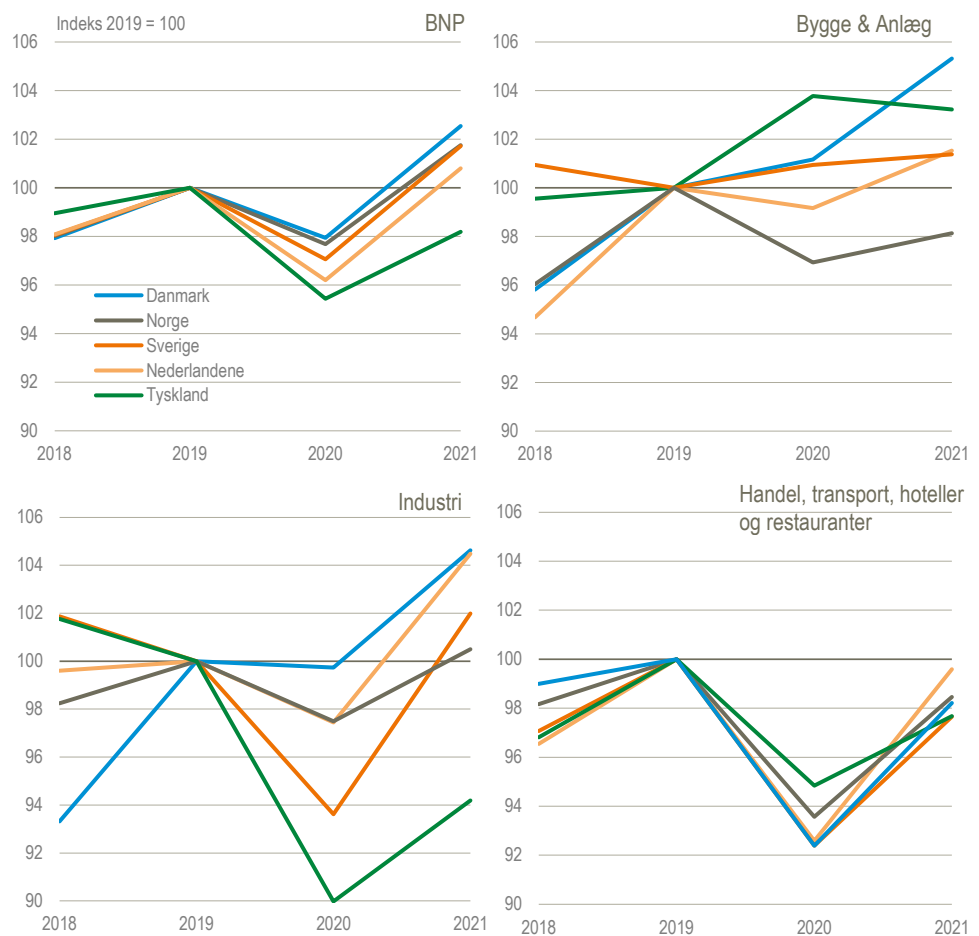 Indeks 2019 = 100
BNP
106
104
102
100
98
96
94
92
90
Danmark
Norge
Sverige
Nederlandene
Tyskland
2018 2019 2020 2021
Bygge & Anlæg
106
104
102
100
98
96
94
92
90
2018 2019 2020 2021
Industri
106
104
102
100
98
96
94
92
90
2018 2019 2020 2021
Handel, transport, hoteller
og restauranter
106
104
102
100
98
96
94
92
90
2018 2019 2020 2021